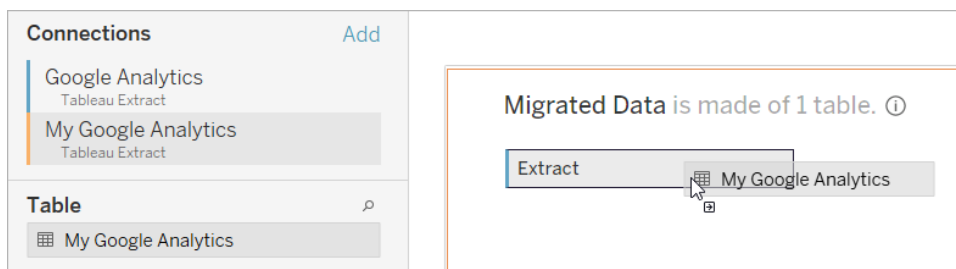 Connections Add
Google Analytics
Tableau Extract
My Google Analytics
Tableau Extract
Table
My Google Analytics
Migrated Data is made of 1 table.
Extract
My Google Analytics